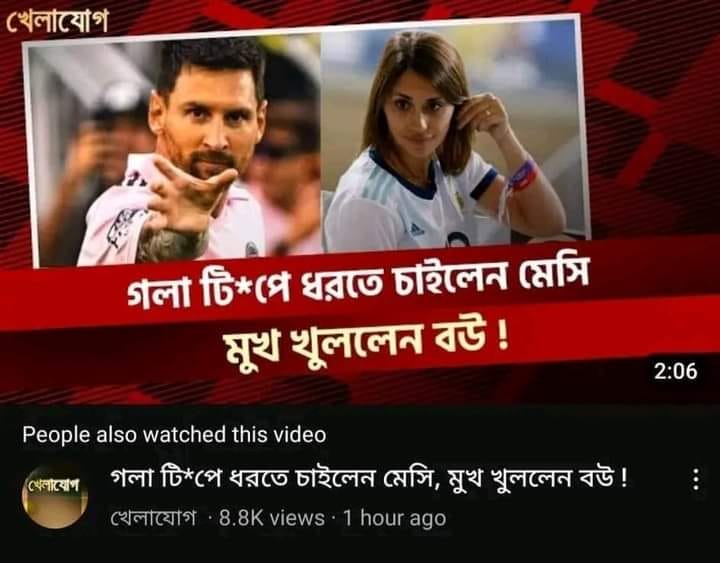 খেলাযোগ
গলা টি*পে ধরতে চাইলেন মেসি
মুখ খুললেন বউ !
2:06
People also watched this video
খেলাযোগ
গলা টি*পে ধরতে চাইলেন মেসি, মুখ খুললেন বউ !
খেলাযোগ · 8.8K views · 1 hour ago